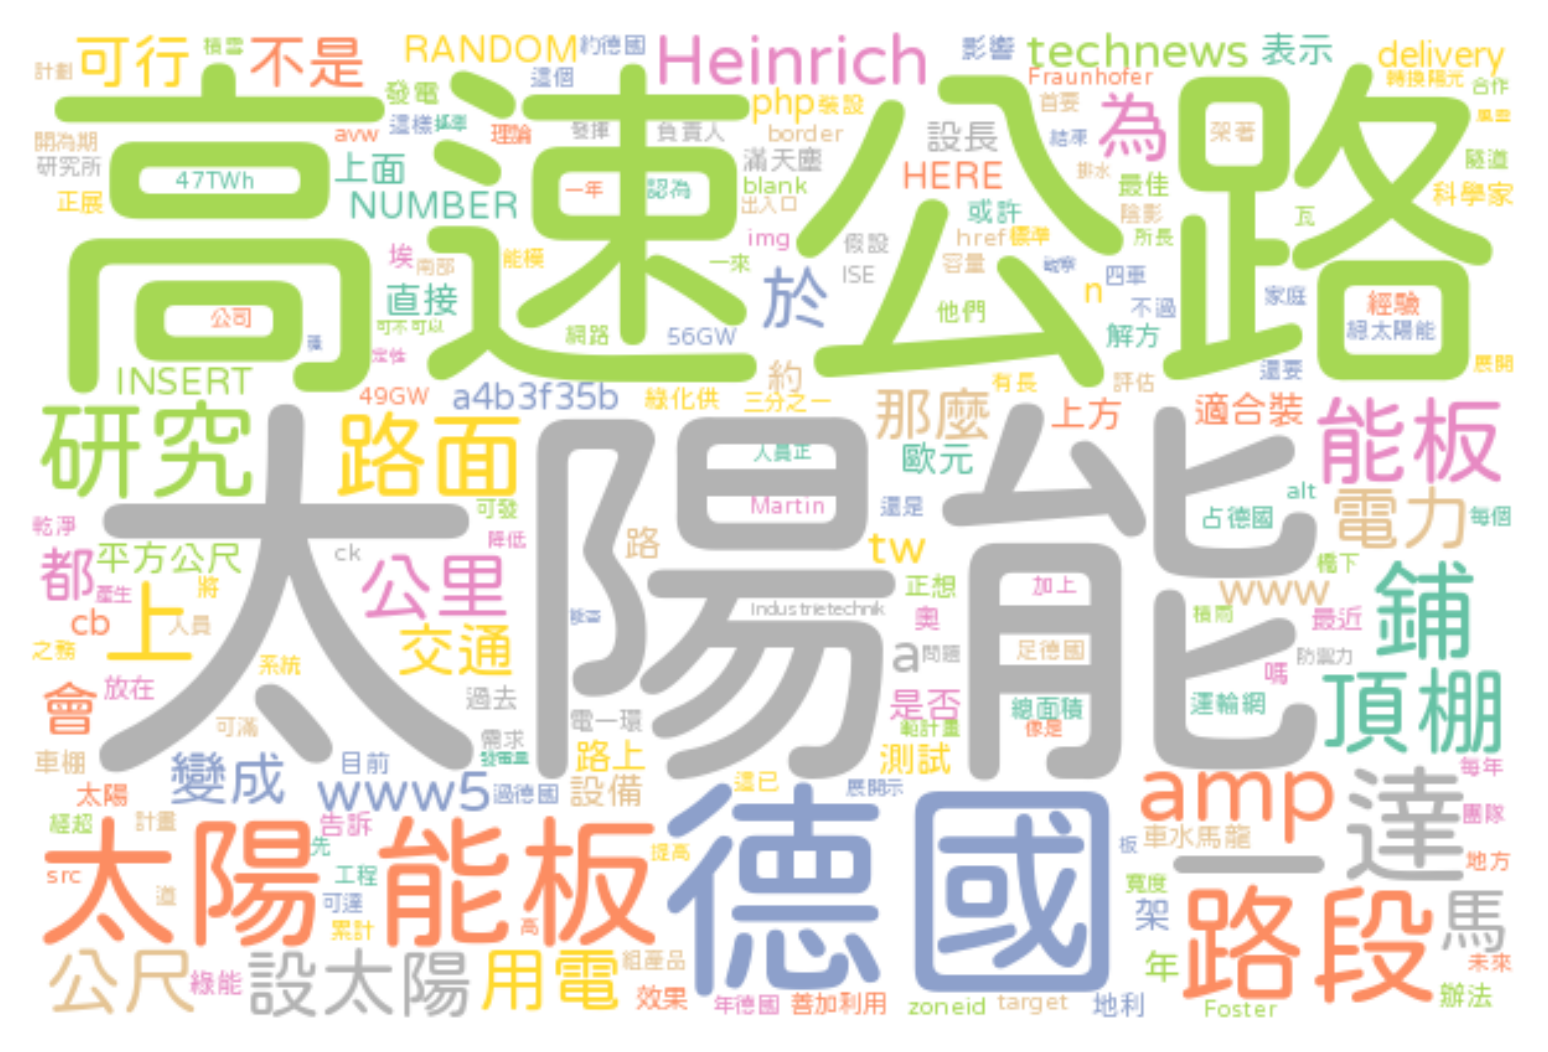 計劃 可行 積雪 不是 RANDOM 約德國 Heinrich 影響 technews 表示 delivery
這個 Fraunhofer 轉換陽光 合作
高速公路
發電 php 裝設 首要 為 架著
開為期 avw 這樣 理論 發揮 負責人 border 設長 結凍
研究所 47TWh 上面 一年 認為 滿天塵 HERE 排水 隧道
正展 NUMBER blank 最佳 科學家
出入口 或許 陰影 瓦
埃 南部 能模 img 假設 href 標準 所長
一來 ISE 容量 四車
直接 於 n 不過 家庭 經驗
公司 可不可以 網路 56GW 他們 解方 總太陽能
定性 還要 展開
INSERT 49GW a4b3f35b 綠化供 約 三分之一 有長 評估
研究 路面 那麼 上方 適合裝 能板
太陽能
人員正 歐元
可發 Martin 還是 占德國 alt 電力 每個
乾淨 ck 降低 路 tw 橋下
都 平方公尺 公里 正想 加上 www 鋪
產生 將 Industrietechnik 積雨 最近
cb 上 人員 奧
之務 系統 交通 a 問題 足德國 嗎 防禦力
會 放在 過去 是否 總面積 運輸網 頂棚
可滿 電一環 範計畫 像是
車棚 需求 發電量 路上 測試
變成 目前 這已 展開示 amp 每年
太陽 www5 過德國 設備 達
德國
經超 計畫 告訴 車水馬龍 團隊
太陽能板
先 提高 板 一 地方
src 工程 寬度
道 可達 架 路段 馬
累計 高
公尺 綠能 設太陽 用電 組產品 年 未來
效果 年德國 善加利用 zoneid target 地利 Foster 辦法